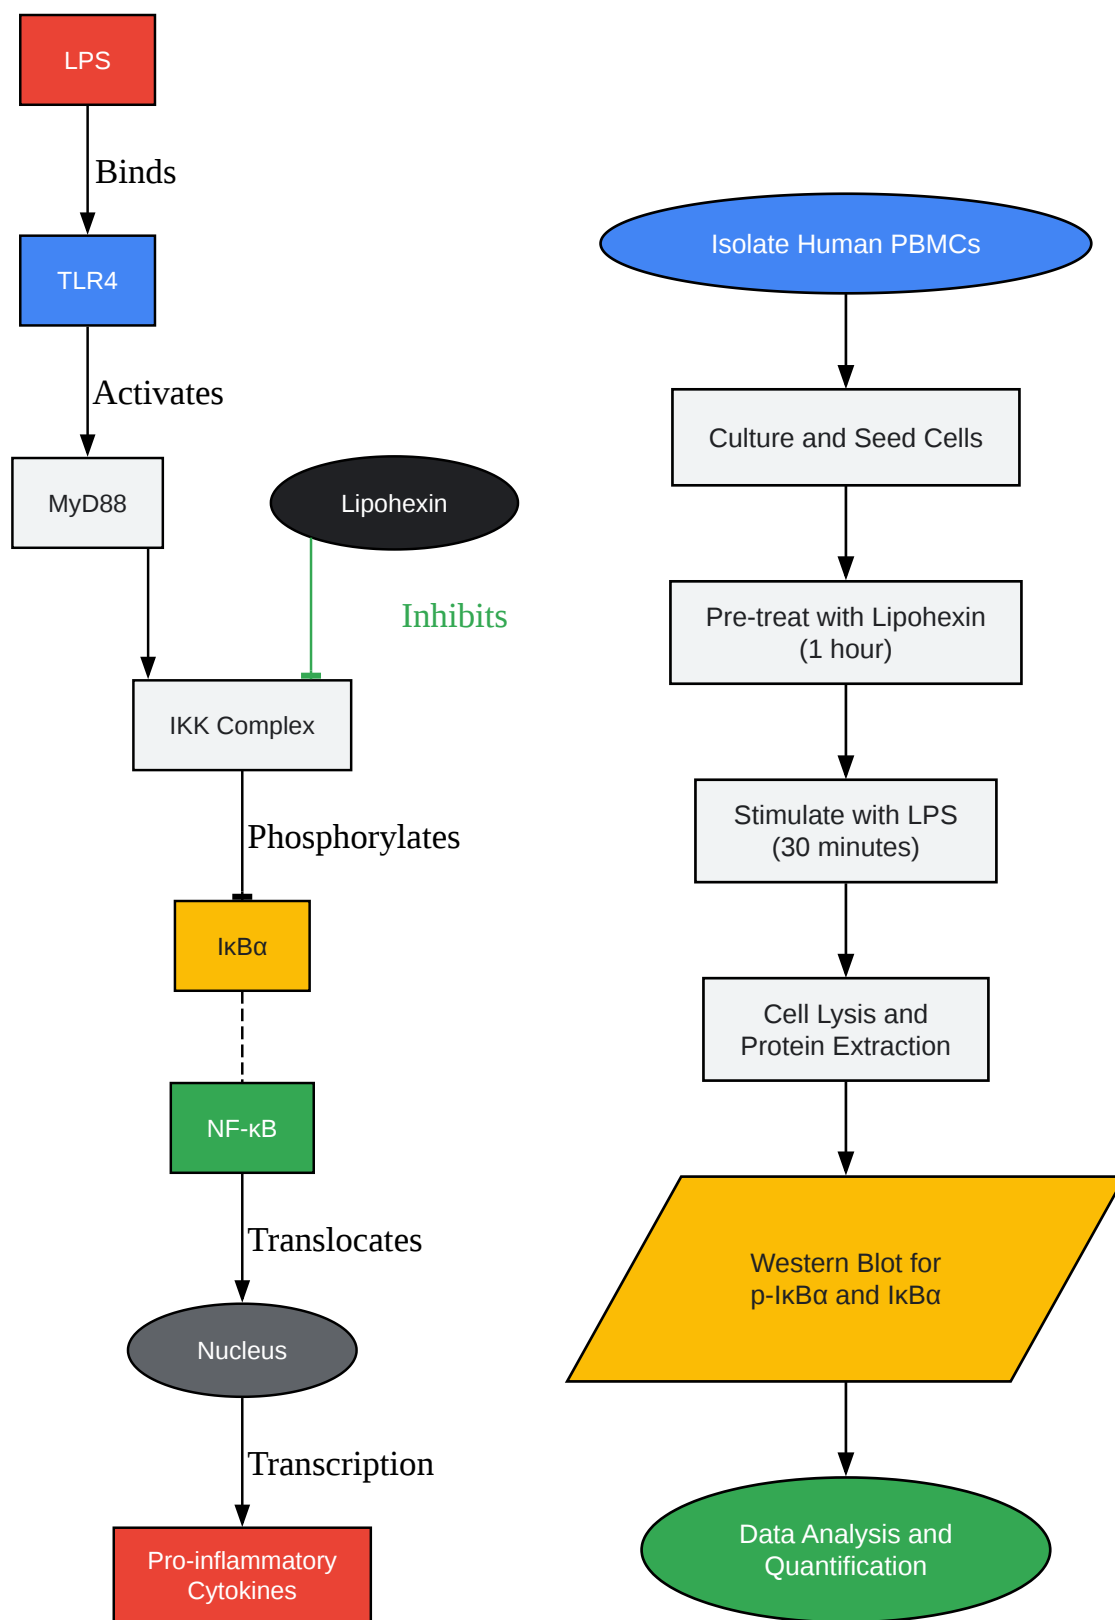 LPS
Binds
TLR4
Activates
MyD88
Lipohexin
Inhibits
IKK Complex
Phosphorylates
IκBα
NF-κB
Translocates
Nucleus
Transcription
Pro-inflammatory
Cytokines
Isolate Human PBMCs
Culture and Seed Cells
Pre-treat with Lipohexin
(1 hour)
Stimulate with LPS
(30 minutes)
Cell Lysis and
Protein Extraction
Western Blot for
p-IκBα and IκBα
Data Analysis and
Quantification